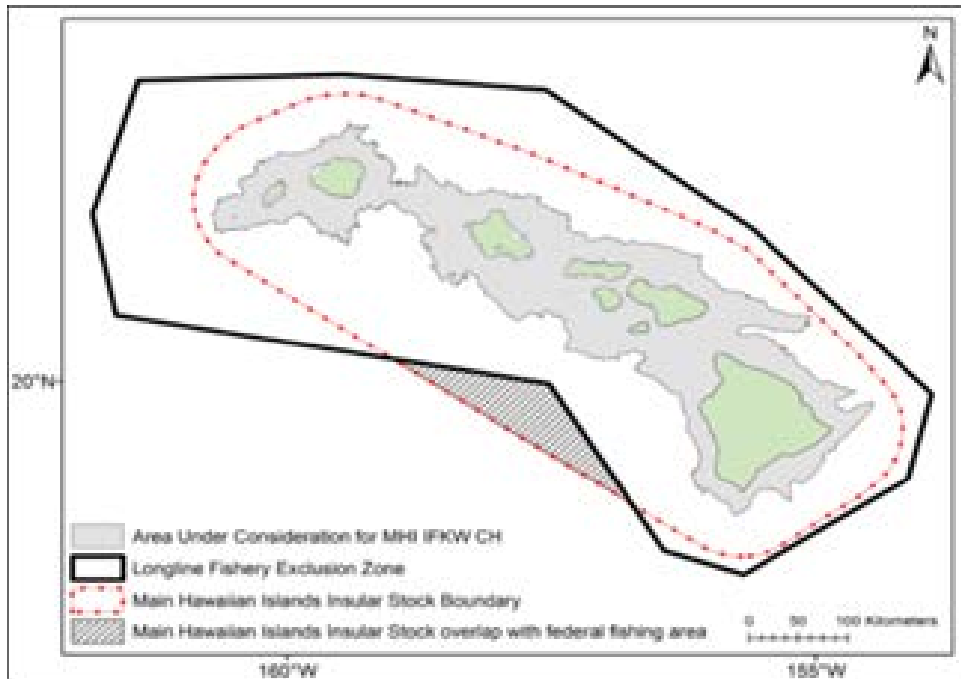 N
20°N
Area Under Consideration for MHI IFKW CH
Longline Fishery Exclusion Zone
Main Hawaiian Islands Insular Stock Boundary
Main Hawaiian Islands Insular Stock overlap with federal fishing area
0 50 100 Kilometers
160°W 155°W